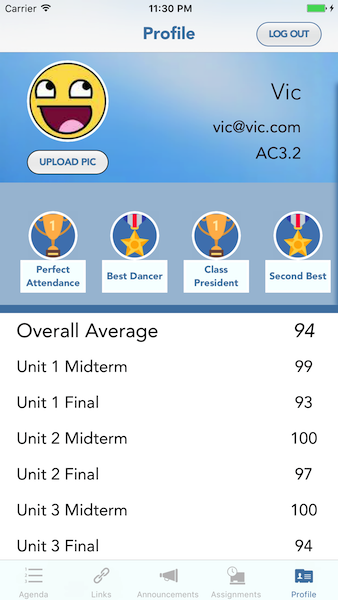 Carrier 11:30 PM
Profile
LOG OUT
Vic
vic@vic.com
AC3.2
UPLOAD PIC
1
1
Perfect
Attendance
Best Dancer
Class
President
Second Best
Overall Average 94
Unit 1 Midterm 99
Unit 1 Final 93
Unit 2 Midterm 100
Unit 2 Final 97
Unit 3 Midterm 100
Unit 3 Final 94
Agenda Links Announcements Assignments Profile